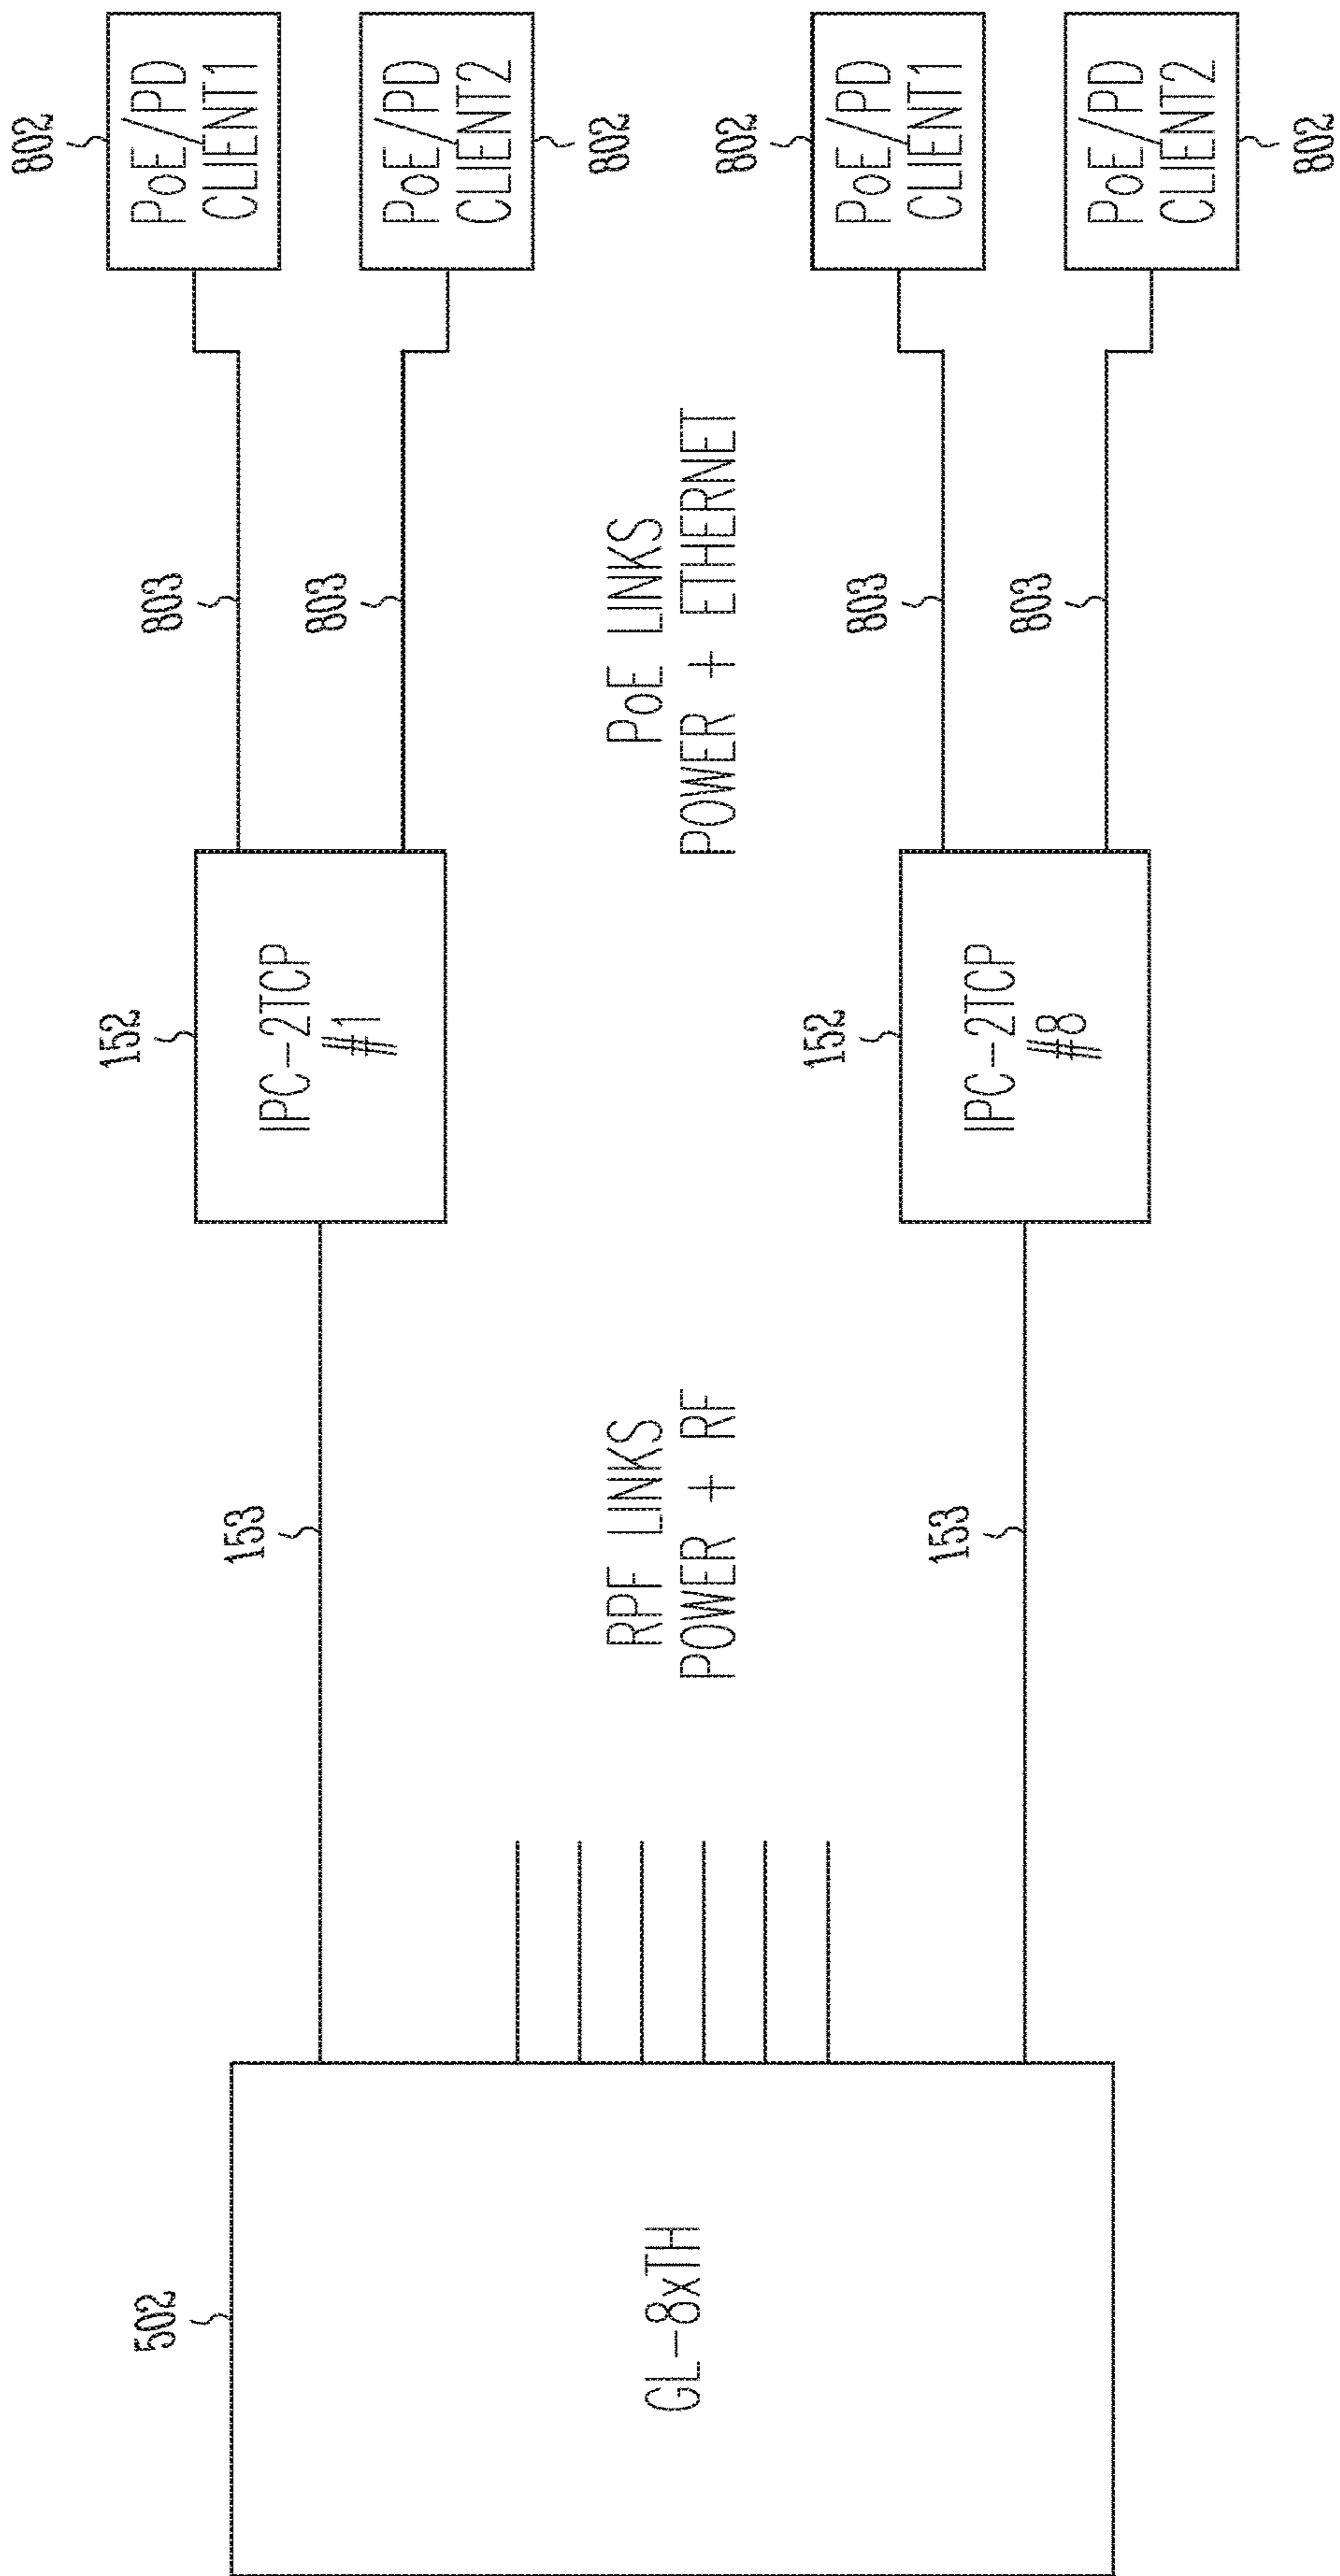 502
GL-8xTH
153
153
RPF LINKS
POWER + RF
152
IPC-2TCP
#1
152
IPC-2TCP
#8
803
803
803
803
PoE LINKS
POWER + ETHERNET
802
PoE/PD
CLIENT1
PoE/PD
CLIENT2
802
802
PoE/PD
CLIENT1
PoE/PD
CLIENT2
802